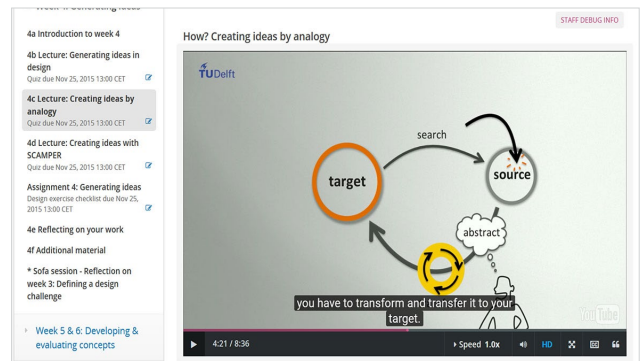 Week 4: Generating ideas
4a Introduction to week 4
4b Lecture: Generating ideas in
design
Quiz due Nov 25, 2015 13:00 CET
4c Lecture: Creating ideas by
analogy
Quiz due Nov 25, 2015 13:00 CET
4d Lecture: Creating ideas with
SCAMPER
Quiz due Nov 25, 2015 13:00 CET
Assignment 4: Generating ideas
Design exercise checklist due Nov 25,
2015 13:00 CET
4e Reflecting on your work
4f Additional material
* Sofa session - Reflection on
week 3: Defining a design
challenge
Week 5 & 6: Developing &
evaluating concepts
STAFF DEBUG INFO
How? Creating ideas by analogy
TUDelft
search
target
source
abstract
you have to transform and transfer it to your
target.
YouTube
4:21 / 8:36
Speed 1.0x
HD